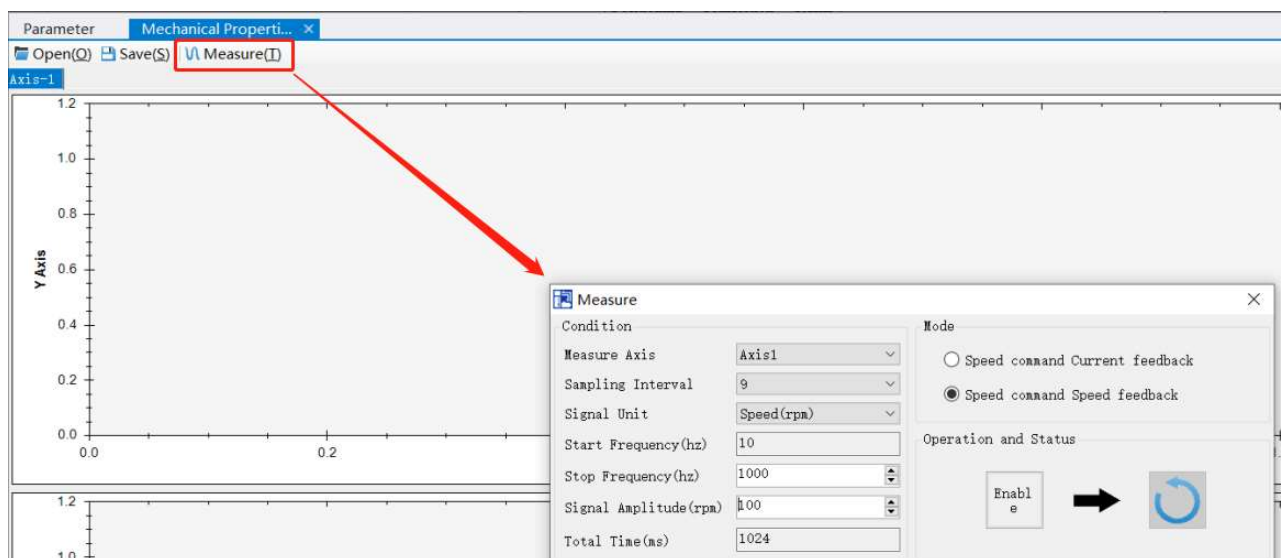 Parameter Mechanical Properti... ×
Open(O) Save(S) Measure(T)
Axis-1
1.2
1.0
0.8
0.6
0.4
0.2
0.0
Y Axis
0.0 0.2
1.2
1.0
Measure
Condition
Measure Axis Axis1
Sampling Interval 9
Signal Unit Speed(rpm)
Start Frequency(hz) 10
Stop Frequency(hz) 1000
Signal Amplitude(rpm) 100
Total Time(ms) 1024
Mode
Speed command Current feedback
Speed command Speed feedback
Operation and Status
Enabl
e